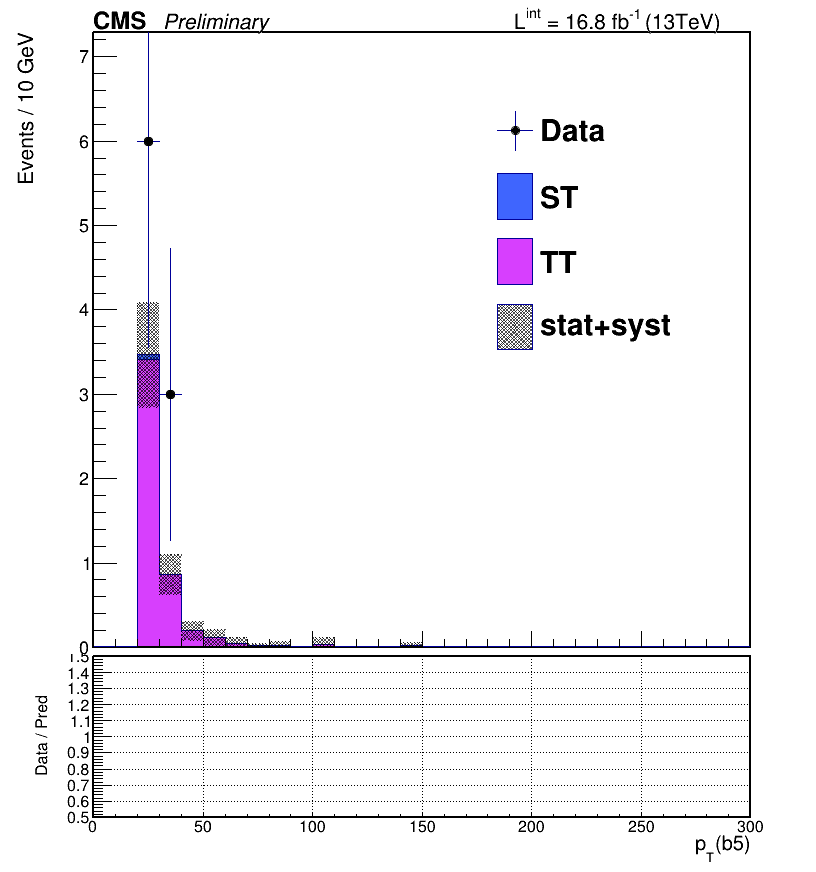 CMS Preliminary L^int = 16.8 fb^-1 (13TeV)
Events / 10 GeV
7
6
5
4
3
2
1
0
Data
ST
TT
stat+syst
Data / Pred
1.5
1.4
1.3
1.2
1.1
1
0.9
0.8
0.7
0.6
0.5
0 50 100 150 200 250 300
p_T(b5)